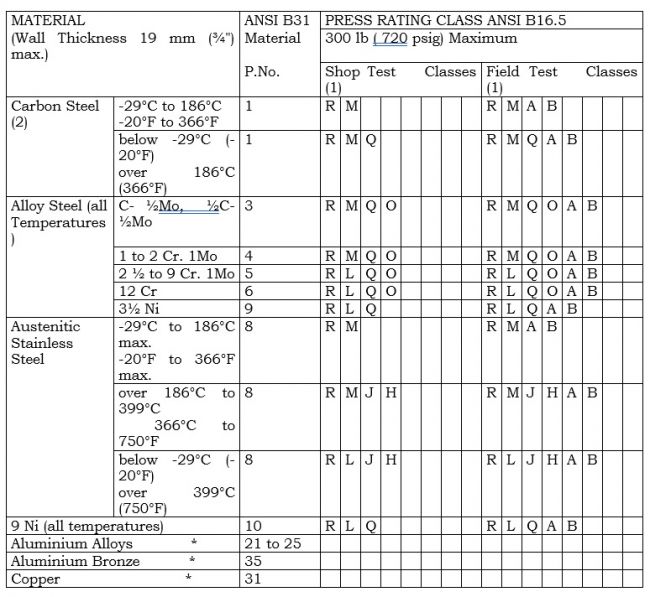 MATERIAL ANSI B31 PRESS RATING CLASS ANSI B16.5
(Wall Thickness 19 mm (¾") Material 300 lb ( 720 psig) Maximum
max.)
P.No. Shop Test Classes Field Test Classes
(1) (1)
Carbon Steel -29°C to 186°C 1 R M R M A B
(2) -20°F to 366°F
below -29°C (- 1 R M Q R M Q A B
20°F)
over 186°C
(366°F)
Alloy Steel (all C- ½Mo, ½C- 3 R M Q O R M Q O A B
Temperatures ½Mo
)
1 to 2 Cr. 1Mo 4 R M Q O R M Q O A B
2 ½ to 9 Cr. 1Mo 5 R L Q O R L Q O A B
12 Cr 6 R L Q O R L Q O A B
3½ Ni 9 R L Q R L Q A B
Austenitic -29°C to 186°C 8 R M R M A B
Stainless max.
Steel -20°F to 366°F
max.
over 186°C to 8 R M J H R M J H A B
399°C
366°C to
750°F
below -29°C (- 8 R L J H R L J H A B
20°F)
over 399°C
(750°F)
9 Ni (all temperatures) 10 R L Q R L Q A B
Aluminium Alloys * 21 to 25
Aluminium Bronze * 35
Copper * 31